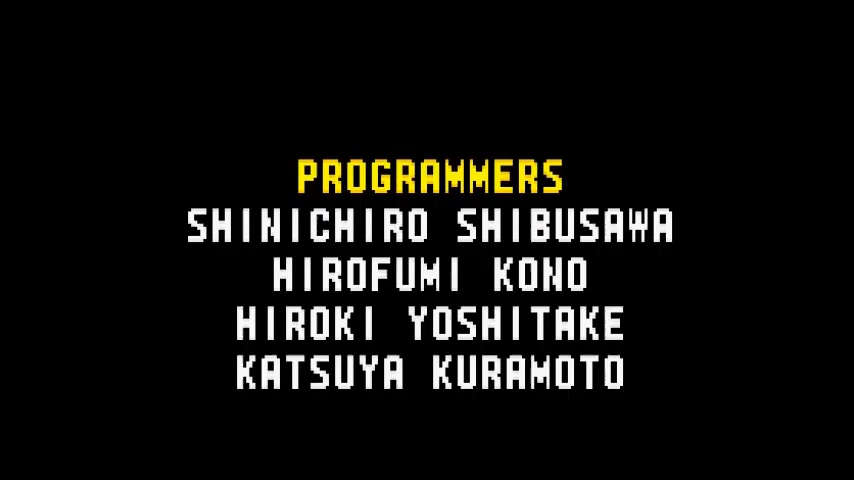 PROGRAMMERS
SHINICHIRO SHIBUSAWA
HIROFUMI KONO
HIROKI YOSHITAKE
KATSUYA KURAMOTO